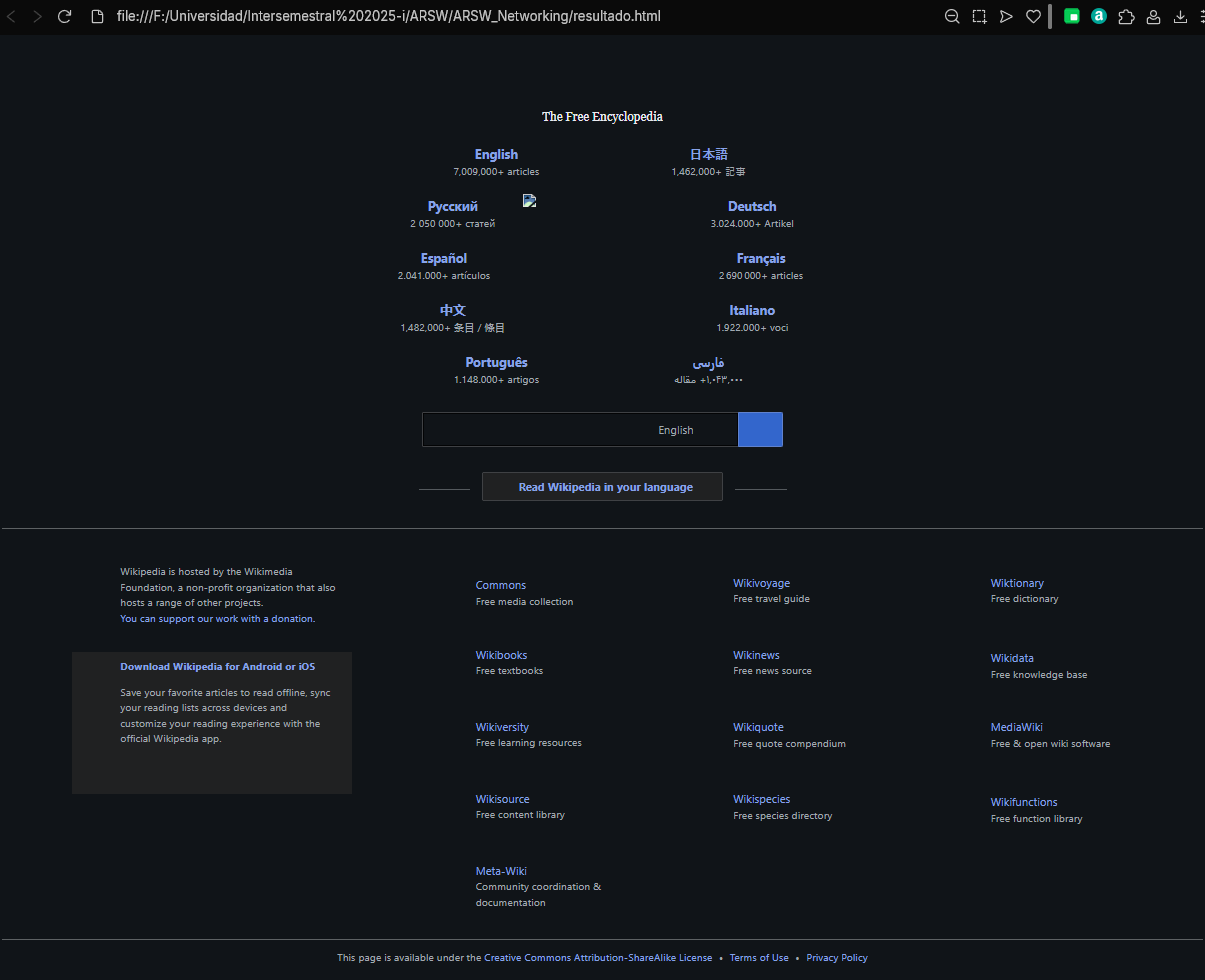 file:///F:/Universidad/Intersemestral%202025-i/ARSW/ARSW_Networking/resultado.html
The Free Encyclopedia
English
7,009,000+ articles
日本語
1,462,000+ 記事
Русский
2 050 000+ статей
Deutsch
3.024.000+ Artikel
Español
2.041.000+ artículos
Français
2 690 000+ articles
中文
1,482,000+ 条目 / 條目
Italiano
1.922.000+ voci
Português
1.148.000+ artigos
فارسی
۱٬۰۴۳٬۰۰۰+ مقاله
English
Read Wikipedia in your language
Wikipedia is hosted by the Wikimedia
Foundation, a non-profit organization that also
hosts a range of other projects.
You can support our work with a donation.
Download Wikipedia for Android or iOS
Save your favorite articles to read offline, sync
your reading lists across devices and
customize your reading experience with the
official Wikipedia app.
Commons
Free media collection
Wikivoyage
Free travel guide
Wiktionary
Free dictionary
Wikibooks
Free textbooks
Wikinews
Free news source
Wikidata
Free knowledge base
Wikiversity
Free learning resources
Wikiquote
Free quote compendium
MediaWiki
Free & open wiki software
Wikisource
Free content library
Wikispecies
Free species directory
Wikifunctions
Free function library
Meta-Wiki
Community coordination &
documentation
This page is available under the Creative Commons Attribution-ShareAlike License • Terms of Use • Privacy Policy